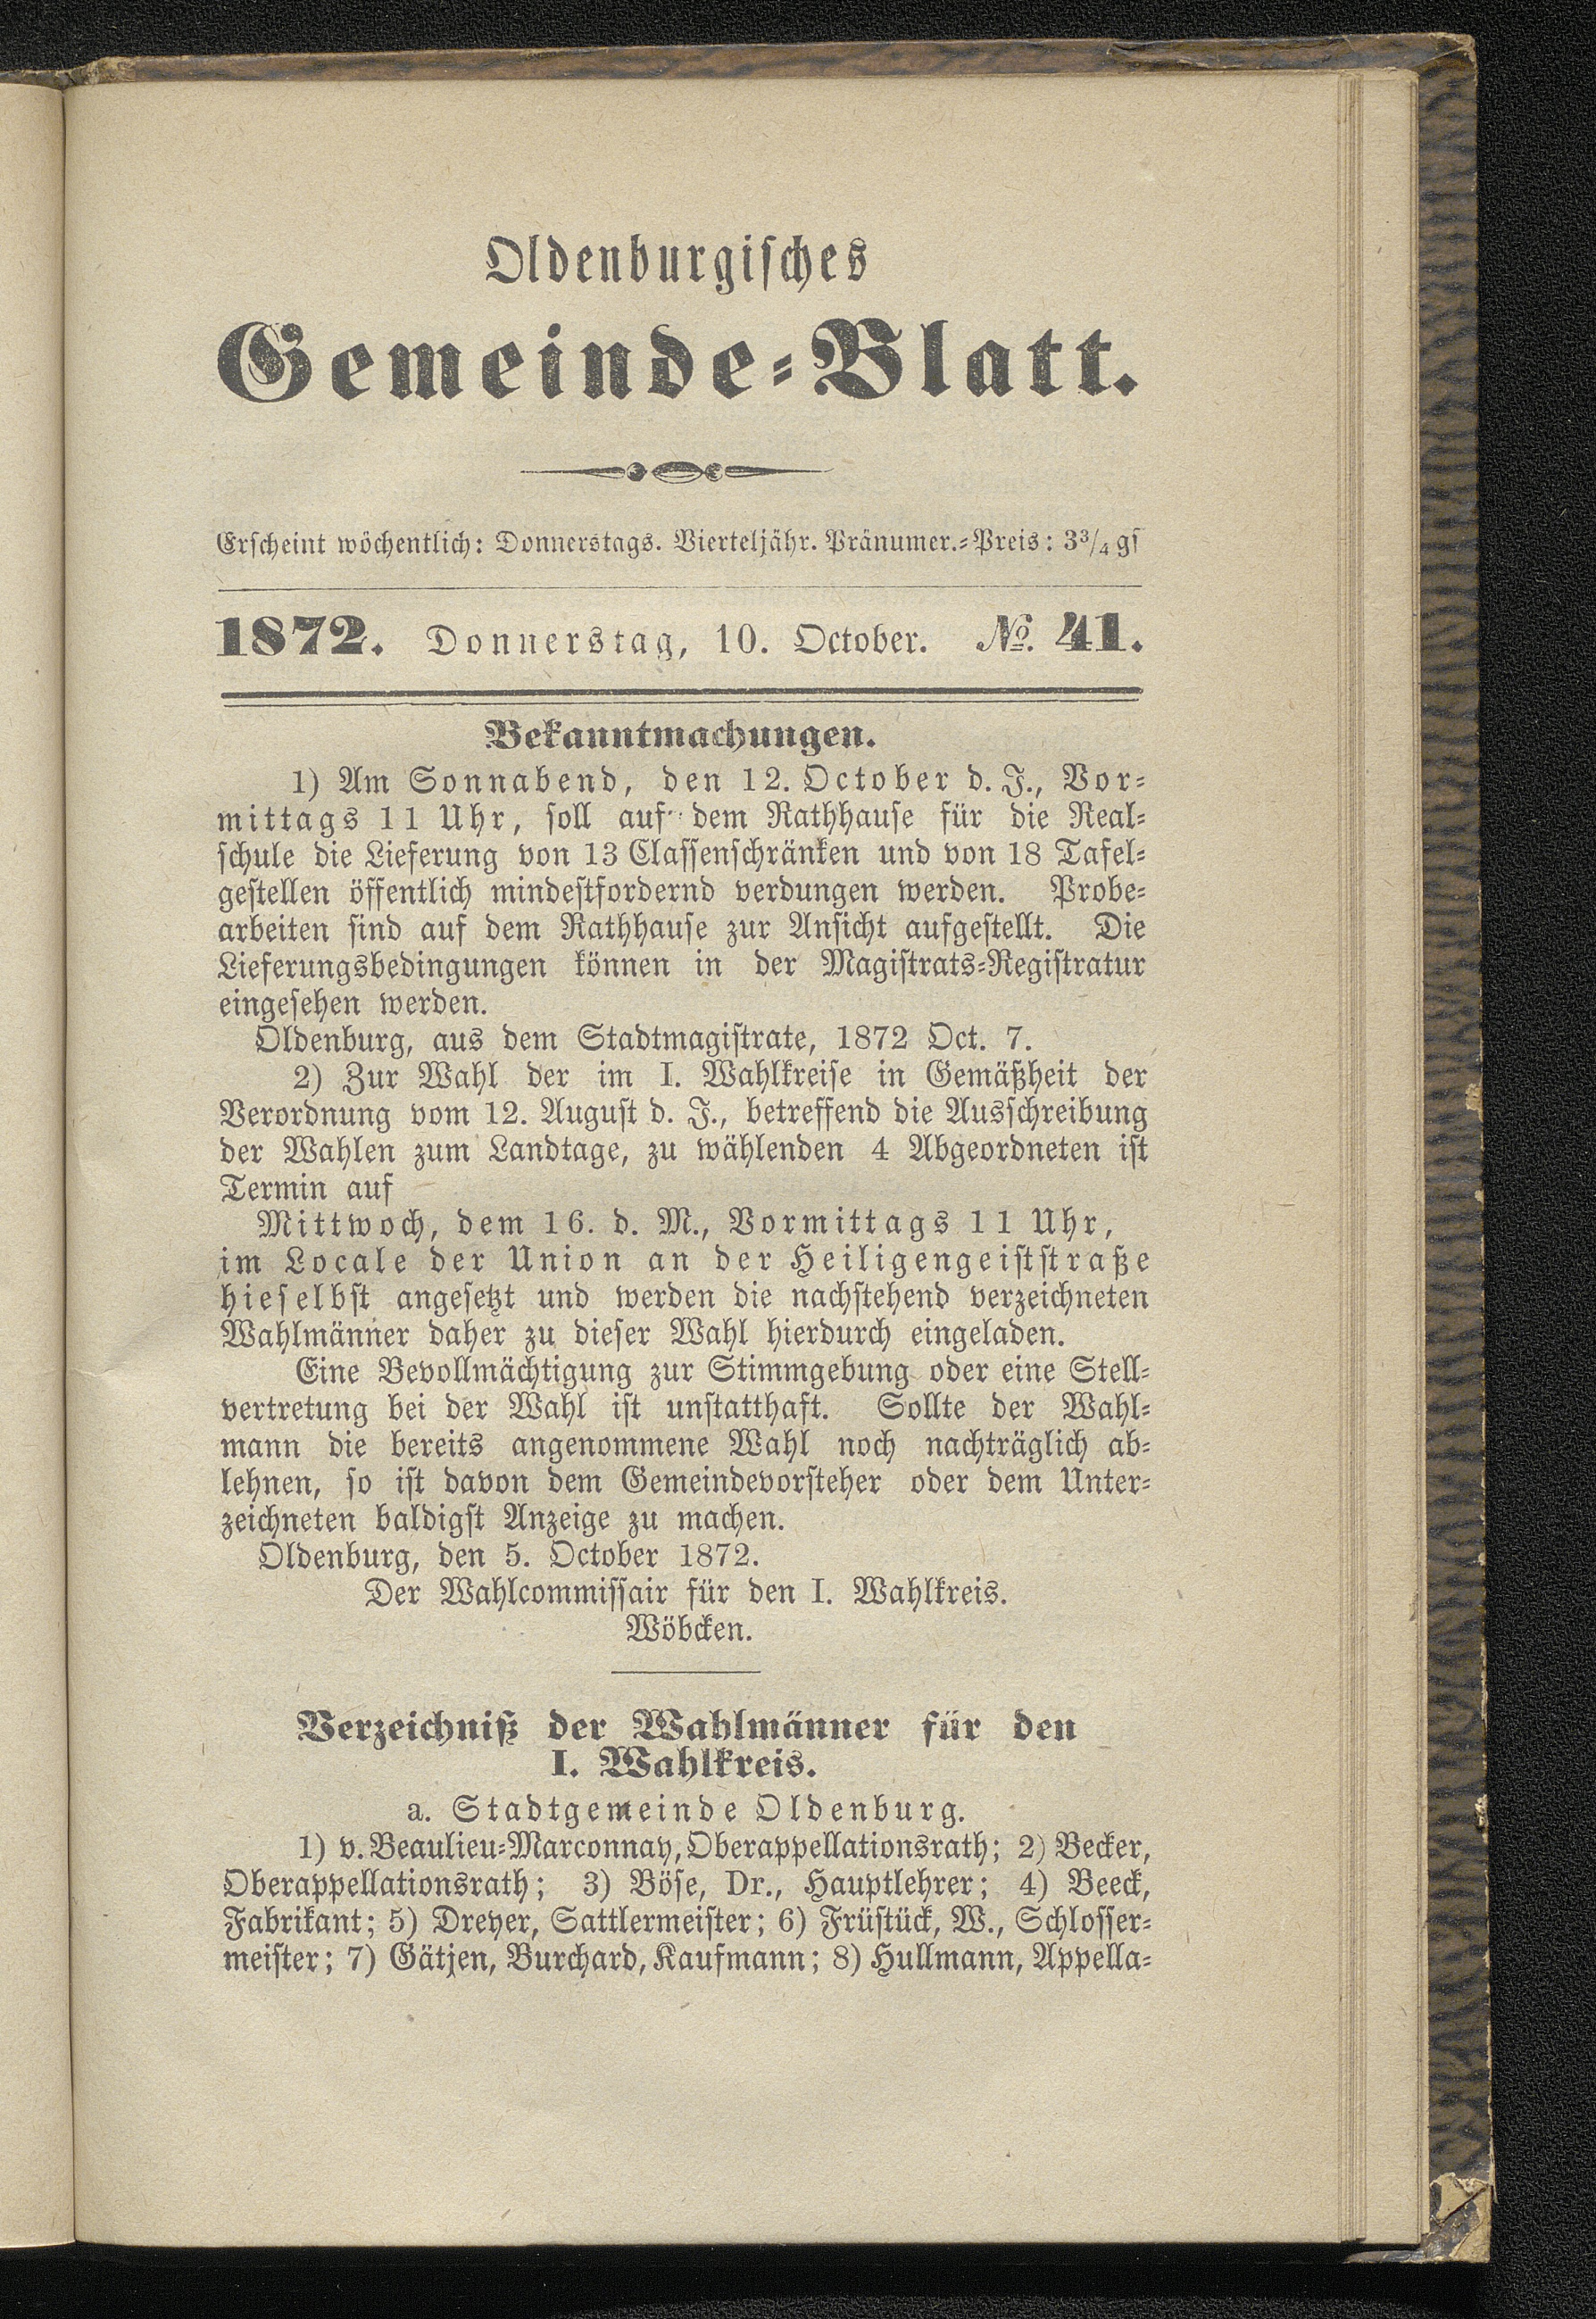 Oldenburgisches
Gemeinde-Blatt.
Erscheint wöchentlich: Donnerstags. Vierteljähr. Pränumer.-Preis: 3¾ gs
1872. Donnerstag, 10. October. №. 41.
Bekanntmachungen.
1) Am Sonnabend, den 12. October d. J., Vor-
mittags 11 Uhr, soll auf dem Rathhause für die Real-
schule die Lieferung von 13 Classenschränken und von 18 Tafel-
gestellen öffentlich mindestfordernd verdungen werden. Probe-
arbeiten sind auf dem Rathhause zur Ansicht aufgestellt. Die
Lieferungsbedingungen können in der Magistrats-Registratur
eingesehen werden.
Oldenburg, aus dem Stadtmagistrate, 1872 Oct. 7.
2) Zur Wahl der im I. Wahlkreise in Gemäßheit der
Verordnung vom 12. August d. J., betreffend die Ausschreibung
der Wahlen zum Landtage, zu wählenden 4 Abgeordneten ist
Termin auf
Mittwoch, dem 16. d. M., Vormittags 11 Uhr,
im Locale der Union an der Heiligengeiststraße
hieselbst angesetzt und werden die nachstehend verzeichneten
Wahlmänner daher zu dieser Wahl hierdurch eingeladen.
Eine Bevollmächtigung zur Stimmgebung oder eine Stell-
vertretung bei der Wahl ist unstatthaft. Sollte der Wahl-
mann die bereits angenommene Wahl noch nachträglich ab-
lehnen, so ist davon dem Gemeindevorsteher oder dem Unter-
zeichneten baldigst Anzeige zu machen.
Oldenburg, den 5. October 1872.
Der Wahlcommissair für den I. Wahlkreis.
Wöbcken.
Verzeichniß der Wahlmänner für den
I. Wahlkreis.
a. Stadtgemeinde Oldenburg.
1) v. Beaulieu-Marconnay, Oberappellationsrath; 2) Becker,
Oberappellationsrath; 3) Böse, Dr., Hauptlehrer; 4) Beeck,
Fabrikant; 5) Dreyer, Sattlermeister; 6) Früstück, W., Schlosser-
meister; 7) Gätjen, Burchard, Kaufmann; 8) Hullmann, Appella-